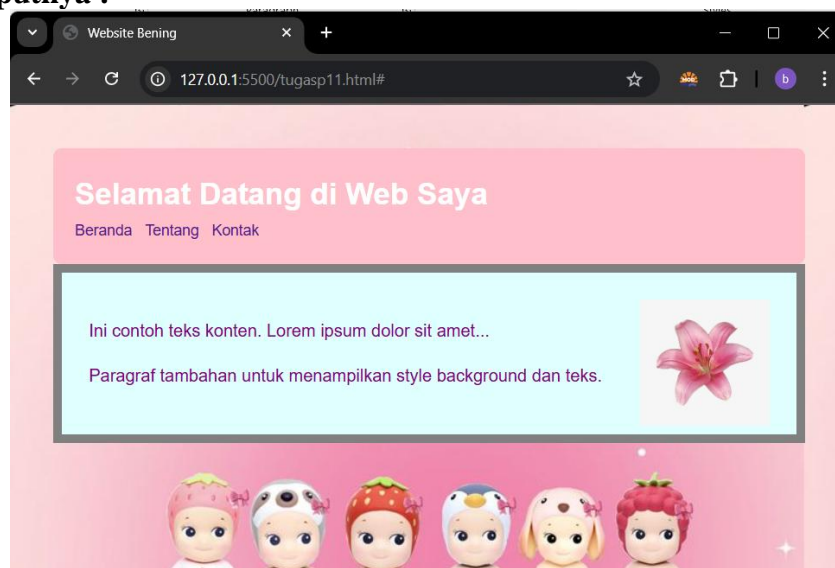 Website Bening
127.0.0.1:5500/tugasp11.html#
b
Selamat Datang di Web Saya
Beranda Tentang Kontak
Ini contoh teks konten. Lorem ipsum dolor sit amet...
Paragraf tambahan untuk menampilkan style background dan teks.